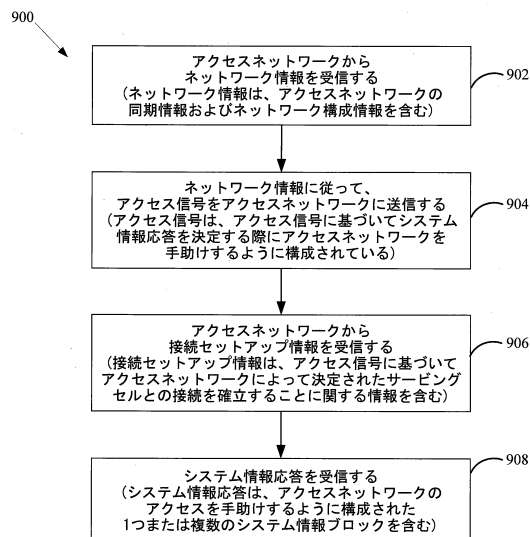 900
アクセスネットワークから
ネットワーク情報を受信する
(ネットワーク情報は、アクセスネットワークの
同期情報およびネットワーク構成情報を含む)
902
ネットワーク情報に従って、
アクセス信号をアクセスネットワークに送信する
(アクセス信号は、アクセス信号に基づいてシステム
情報応答を決定する際にアクセスネットワークを
手助けするように構成されている)
904
アクセスネットワークから
接続セットアップ情報を受信する
(接続セットアップ情報は、アクセス信号に基づいて
アクセスネットワークによって決定されたサービング
セルとの接続を確立することに関する情報を含む)
906
システム情報応答を受信する
(システム情報応答は、アクセスネットワークの
アクセスを手助けするように構成された
1つまたは複数のシステム情報ブロックを含む)
908